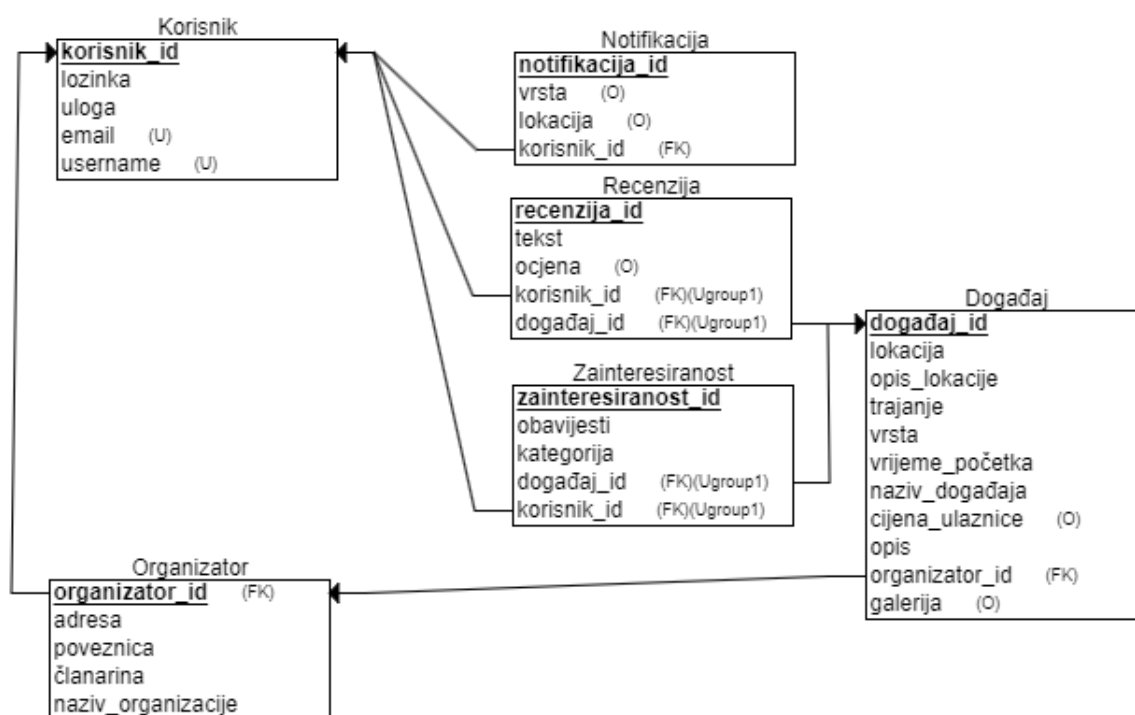 Korisnik
korisnik_id
lozinka
uloga
email (U)
username (U)
Notifikacija
notifikacija_id
vrsta (O)
lokacija (O)
korisnik_id (FK)
Recenzija
recenzija_id
tekst
ocjena (O)
korisnik_id (FK)(Ugroup1)
događaj_id (FK)(Ugroup1)
Zainteresiranost
zainteresiranost_id
obavijesti
kategorija
događaj_id (FK)(Ugroup1)
korisnik_id (FK)(Ugroup1)
Događaj
događaj_id
lokacija
opis_lokacije
trajanje
vrsta
vrijeme_početka
naziv_događaja
cijena_ulaznice (O)
opis
organizator_id (FK)
galerija (O)
Organizator
organizator_id (FK)
adresa
poveznica
članarina
naziv_organizacije